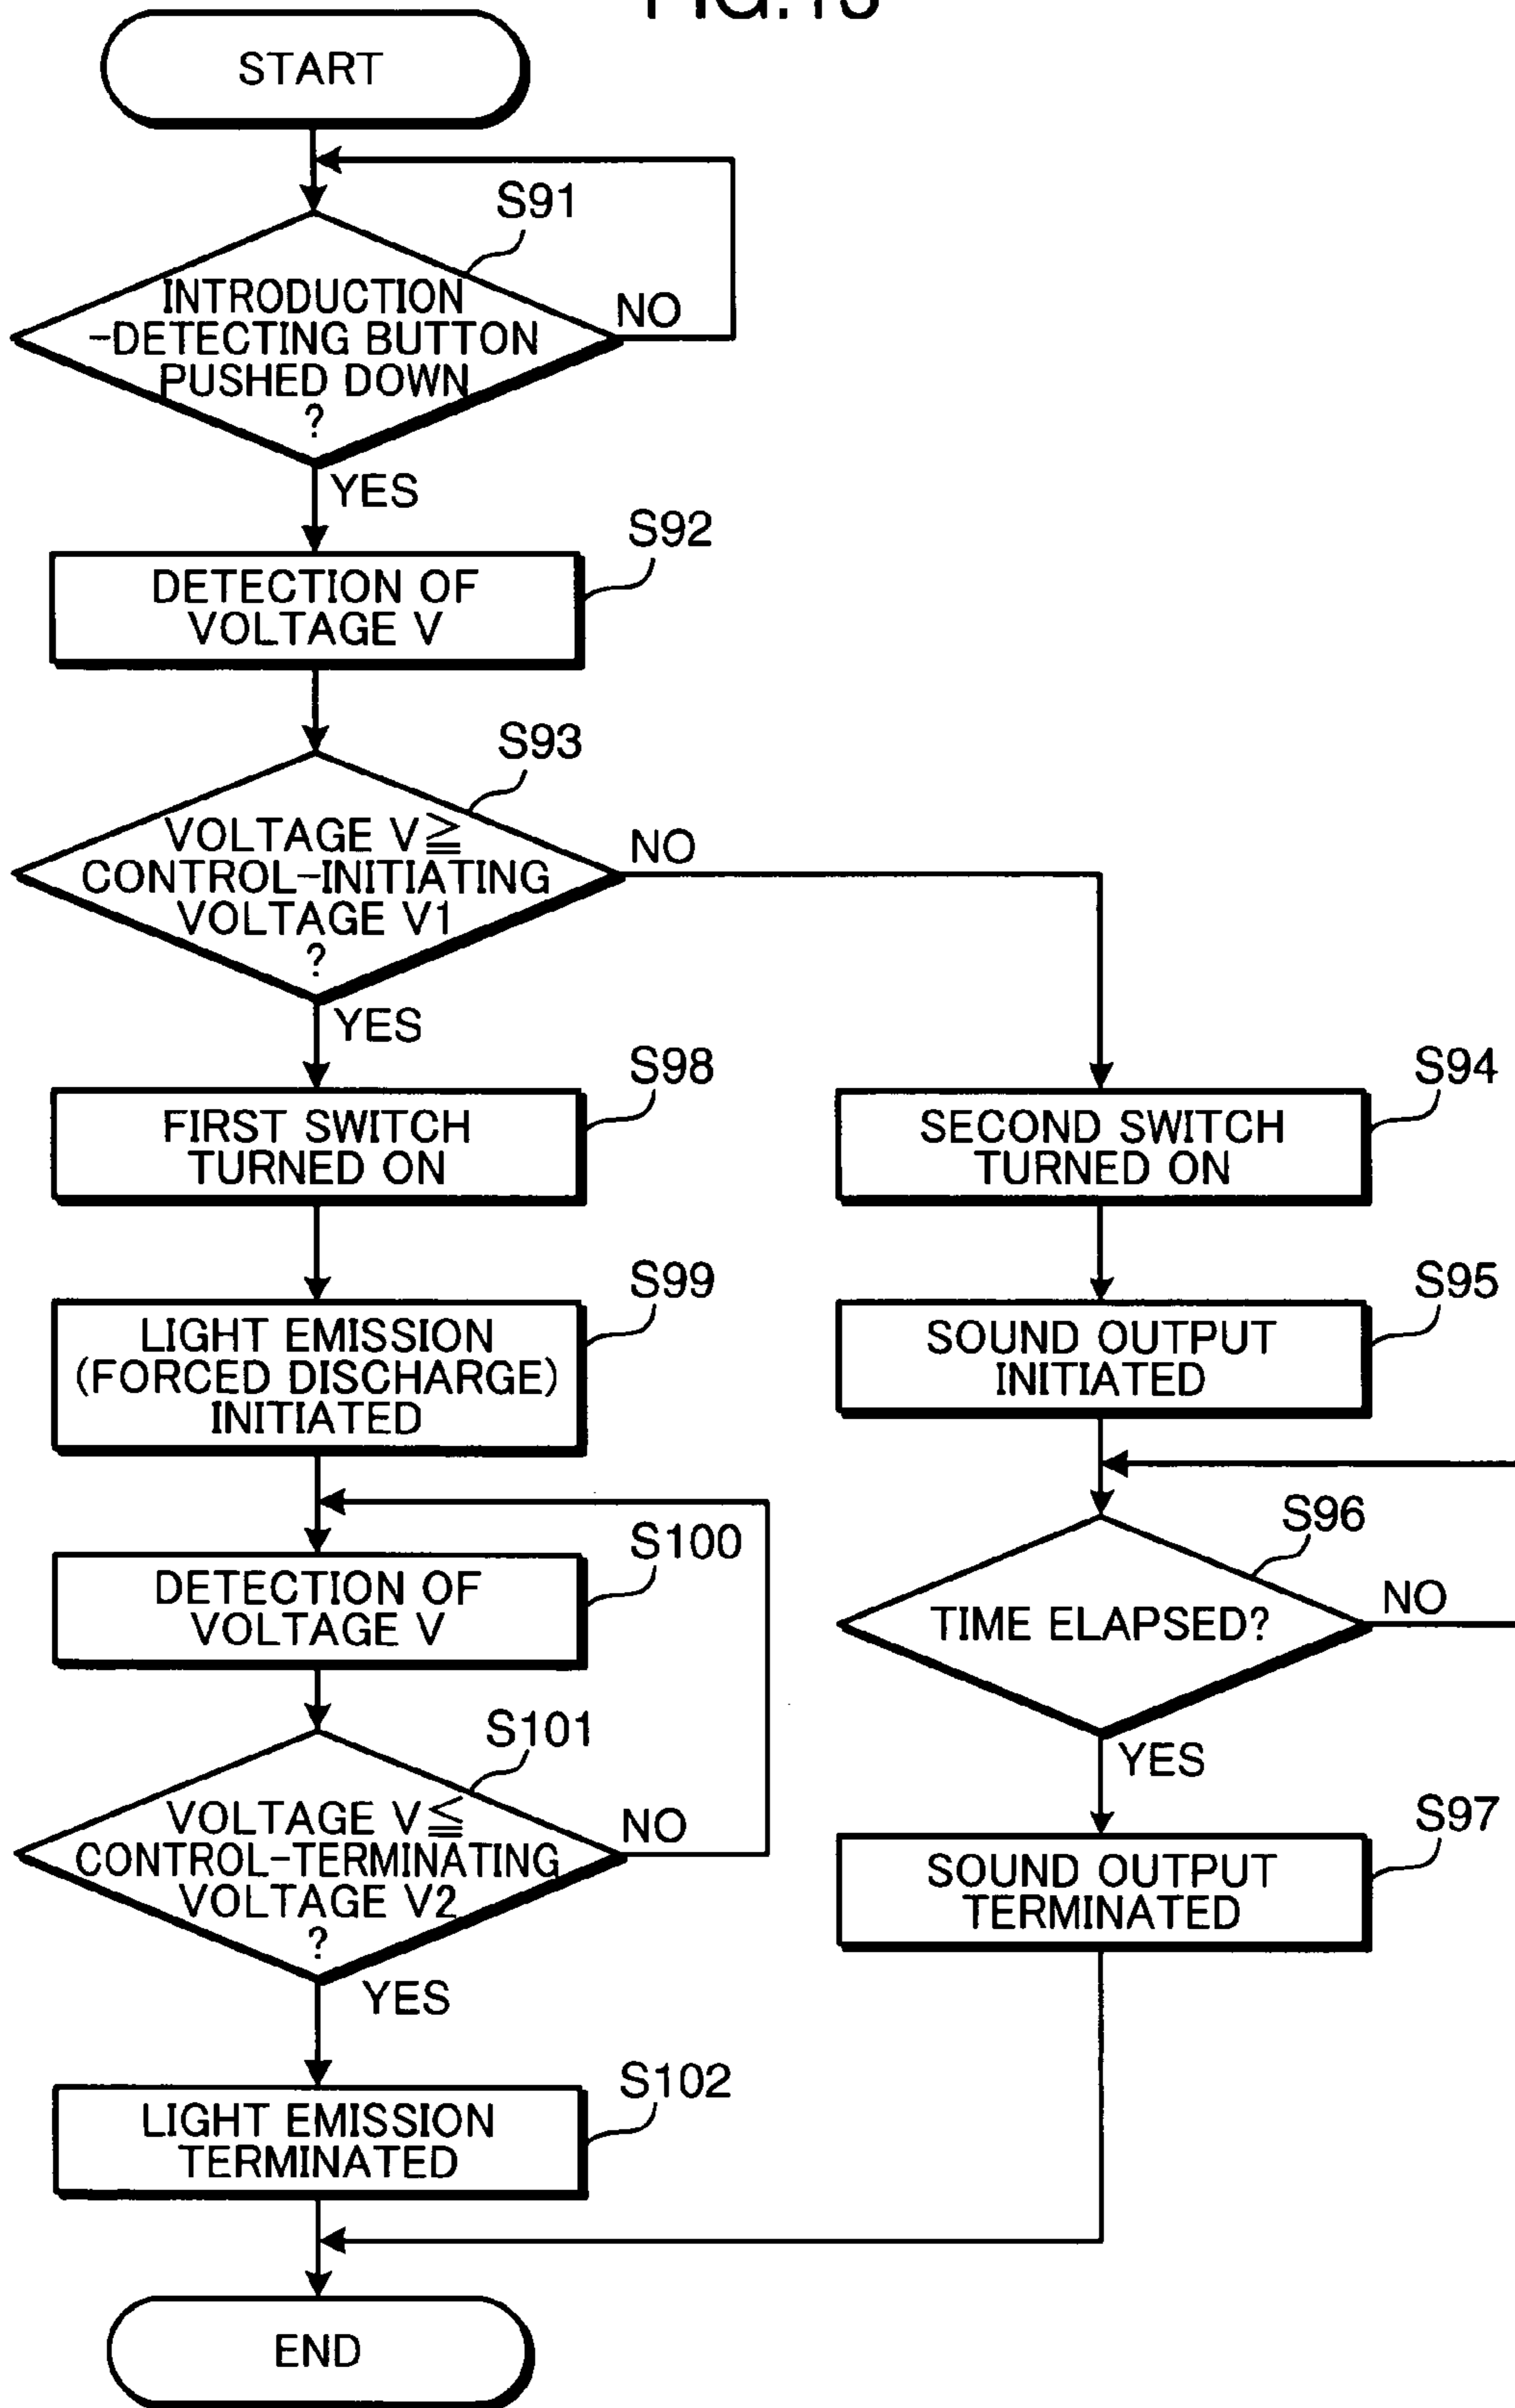 START
S91
INTRODUCTION
-DETECTING BUTTON
PUSHED DOWN
?
NO
YES
S92
DETECTION OF
VOLTAGE V
S93
VOLTAGE V≧
CONTROL-INITIATING
VOLTAGE V1
?
NO
YES
S98
FIRST SWITCH
TURNED ON
S94
SECOND SWITCH
TURNED ON
S99
LIGHT EMISSION
(FORCED DISCHARGE)
INITIATED
S95
SOUND OUTPUT
INITIATED
S100
DETECTION OF
VOLTAGE V
S96
TIME ELAPSED?
NO
YES
S101
VOLTAGE V≦
CONTROL-TERMINATING
VOLTAGE V2
?
NO
YES
S97
SOUND OUTPUT
TERMINATED
S102
LIGHT EMISSION
TERMINATED
END